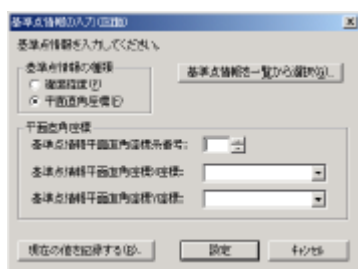 基準点情報の入力(図面)
基準点情報を入力してください。
基準点情報の種類
緯度経度(P)
平面直角座標(E)
基準点情報を一覧から選択(G)...
平面直角座標
基準点情報平面直角座標系番号:
基準点情報平面直角座標X座標:
基準点情報平面直角座標Y座標:
現在の値を記録する(B)...
設定
キャンセル